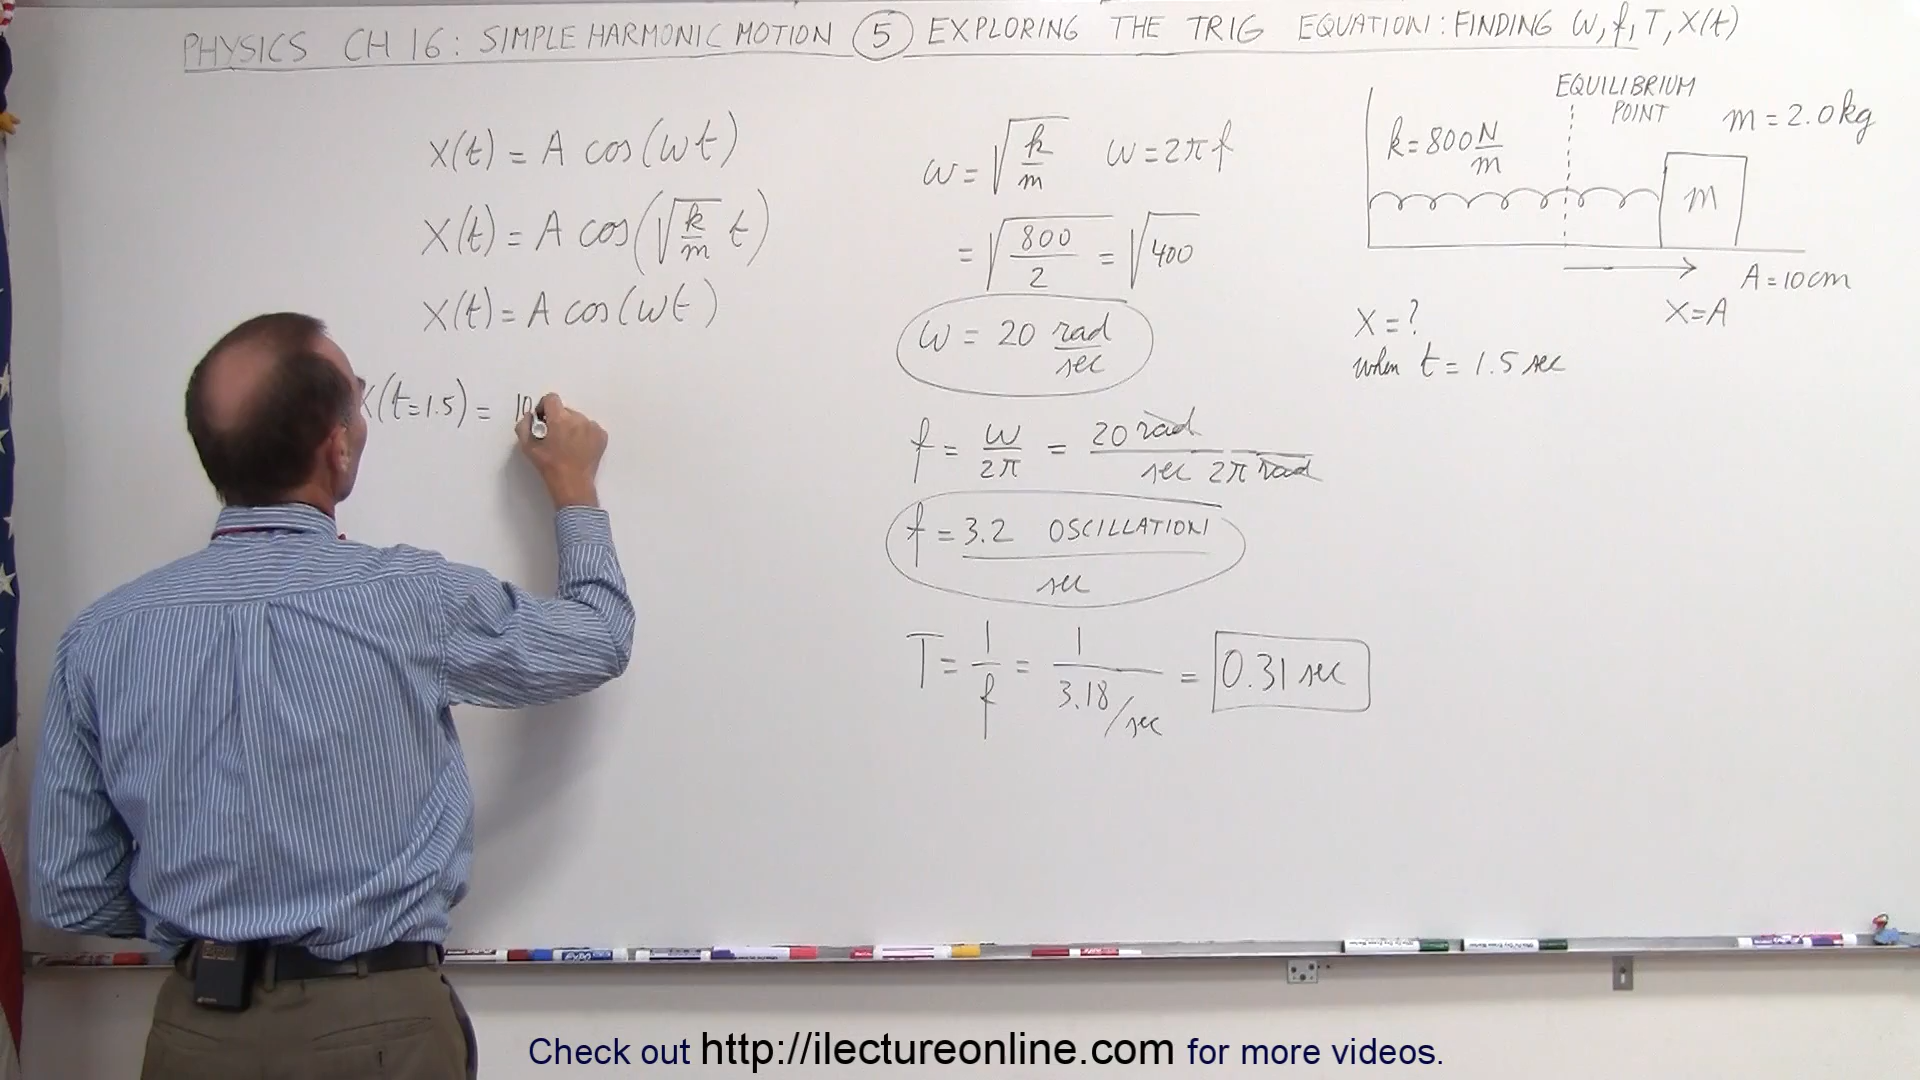 PHYSICS CH 16: SIMPLE HARMONIC MOTION 5 EXPLORING THE TRIG EQUATION: FINDING W, f, T, X(t)
X(t) = A cos(ωt)
X(t) = A cos(√(k/m) t)
X(t) = A cos(ωt)
X(t=1.5) = 10
ω = √(k/m) ω = 2πf
= √(800/2) = √400
ω = 20 rad/sec
f = ω/2π = 20 rad / sec 2π rad
f = 3.2 OSCILLATION/sec
T = 1/f = 1/3.18/sec = 0.31 sec
EQUILIBRIUM
POINT
m = 2.0 kg
k = 800 N/m
m
A = 10 cm
X = A
X = ?
when t = 1.5 sec
Check out http://ilectureonline.com for more videos.